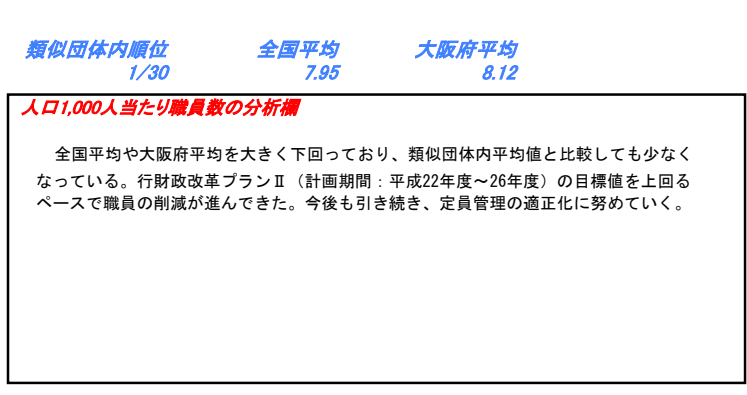 類似団体内順位 全国平均 大阪府平均
1/30 7.95 8.12
人口1,000人当たり職員数の分析欄
全国平均や大阪府平均を大きく下回っており、類似団体内平均値と比較しても少なく
なっている。行財政改革プランⅡ（計画期間：平成22年度～26年度）の目標値を上回る
ペースで職員の削減が進んできた。今後も引き続き、定員管理の適正化に努めていく。